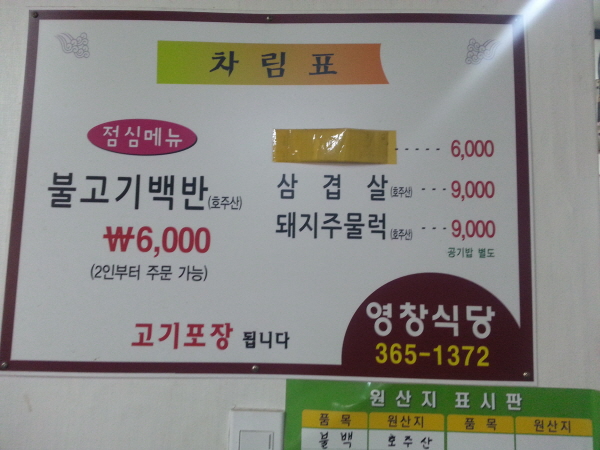 차림표
점심메뉴
불고기백반(호주산)
₩6,000
(2인부터 주문 가능)
6,000
삼겹살(호주산) 9,000
돼지주물럭(호주산) 9,000
공기밥 별도
고기포장 됩니다
영창식당
365-1372
원산지 표시판
품목 원산지 품목 원산지
불백 호주산